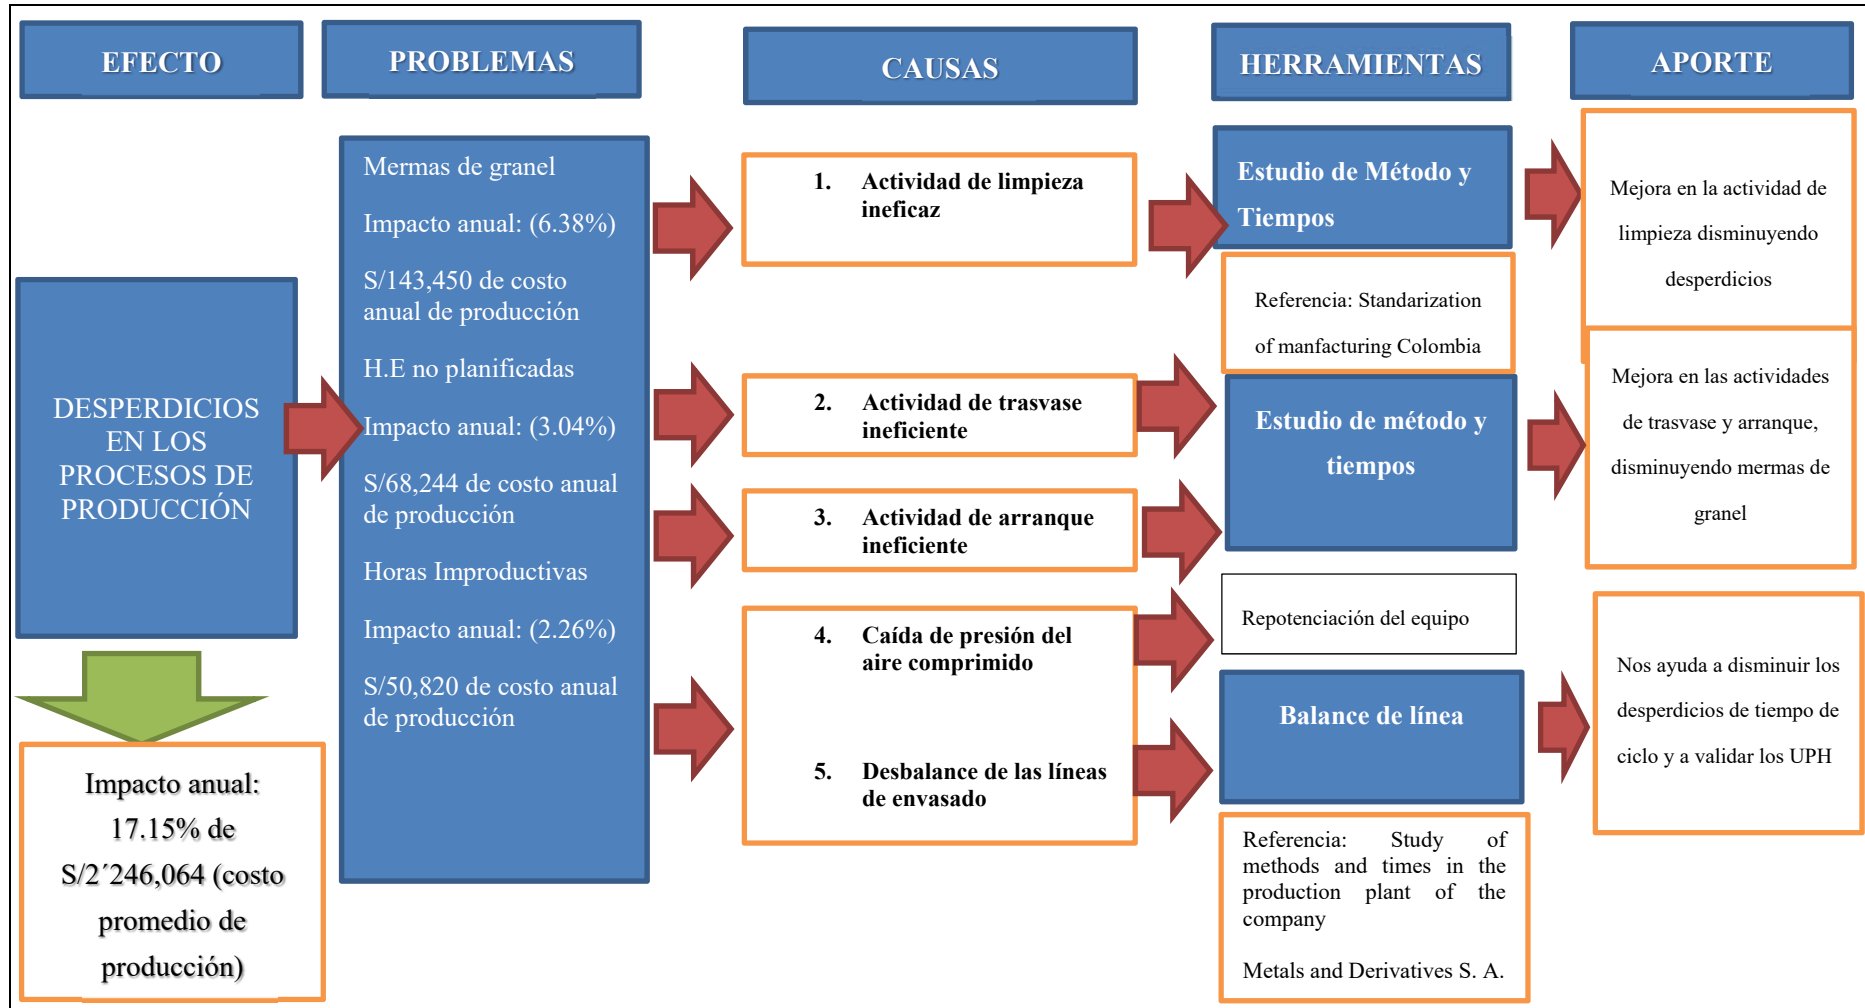 EFECTO
PROBLEMAS
CAUSAS
HERRAMIENTAS
APORTE
DESPERDICIOS
EN LOS
PROCESOS DE
PRODUCCIÓN
Impacto anual:
17.15% de
S/2´246,064 (costo
promedio de
producción)
Mermas de granel
Impacto anual: (6.38%)
S/143,450 de costo
anual de producción
H.E no planificadas
Impacto anual: (3.04%)
S/68,244 de costo anual
de producción
Horas Improductivas
Impacto anual: (2.26%)
S/50,820 de costo anual
de producción
1. Actividad de limpieza
ineficaz
2. Actividad de trasvase
ineficiente
3. Actividad de arranque
ineficiente
4. Caída de presión del
aire comprimido
5. Desbalance de las líneas
de envasado
Estudio de Método y
Tiempos
Referencia: Standarization
of manfacturing Colombia
Estudio de método y
tiempos
Repotenciación del equipo
Balance de línea
Referencia: Study of
methods and times in the
production plant of the
company
Metals and Derivatives S. A.
Mejora en la actividad de
limpieza disminuyendo
desperdicios
Mejora en las actividades
de trasvase y arranque,
disminuyendo mermas de
granel
Nos ayuda a disminuir los
desperdicios de tiempo de
ciclo y a validar los UPH